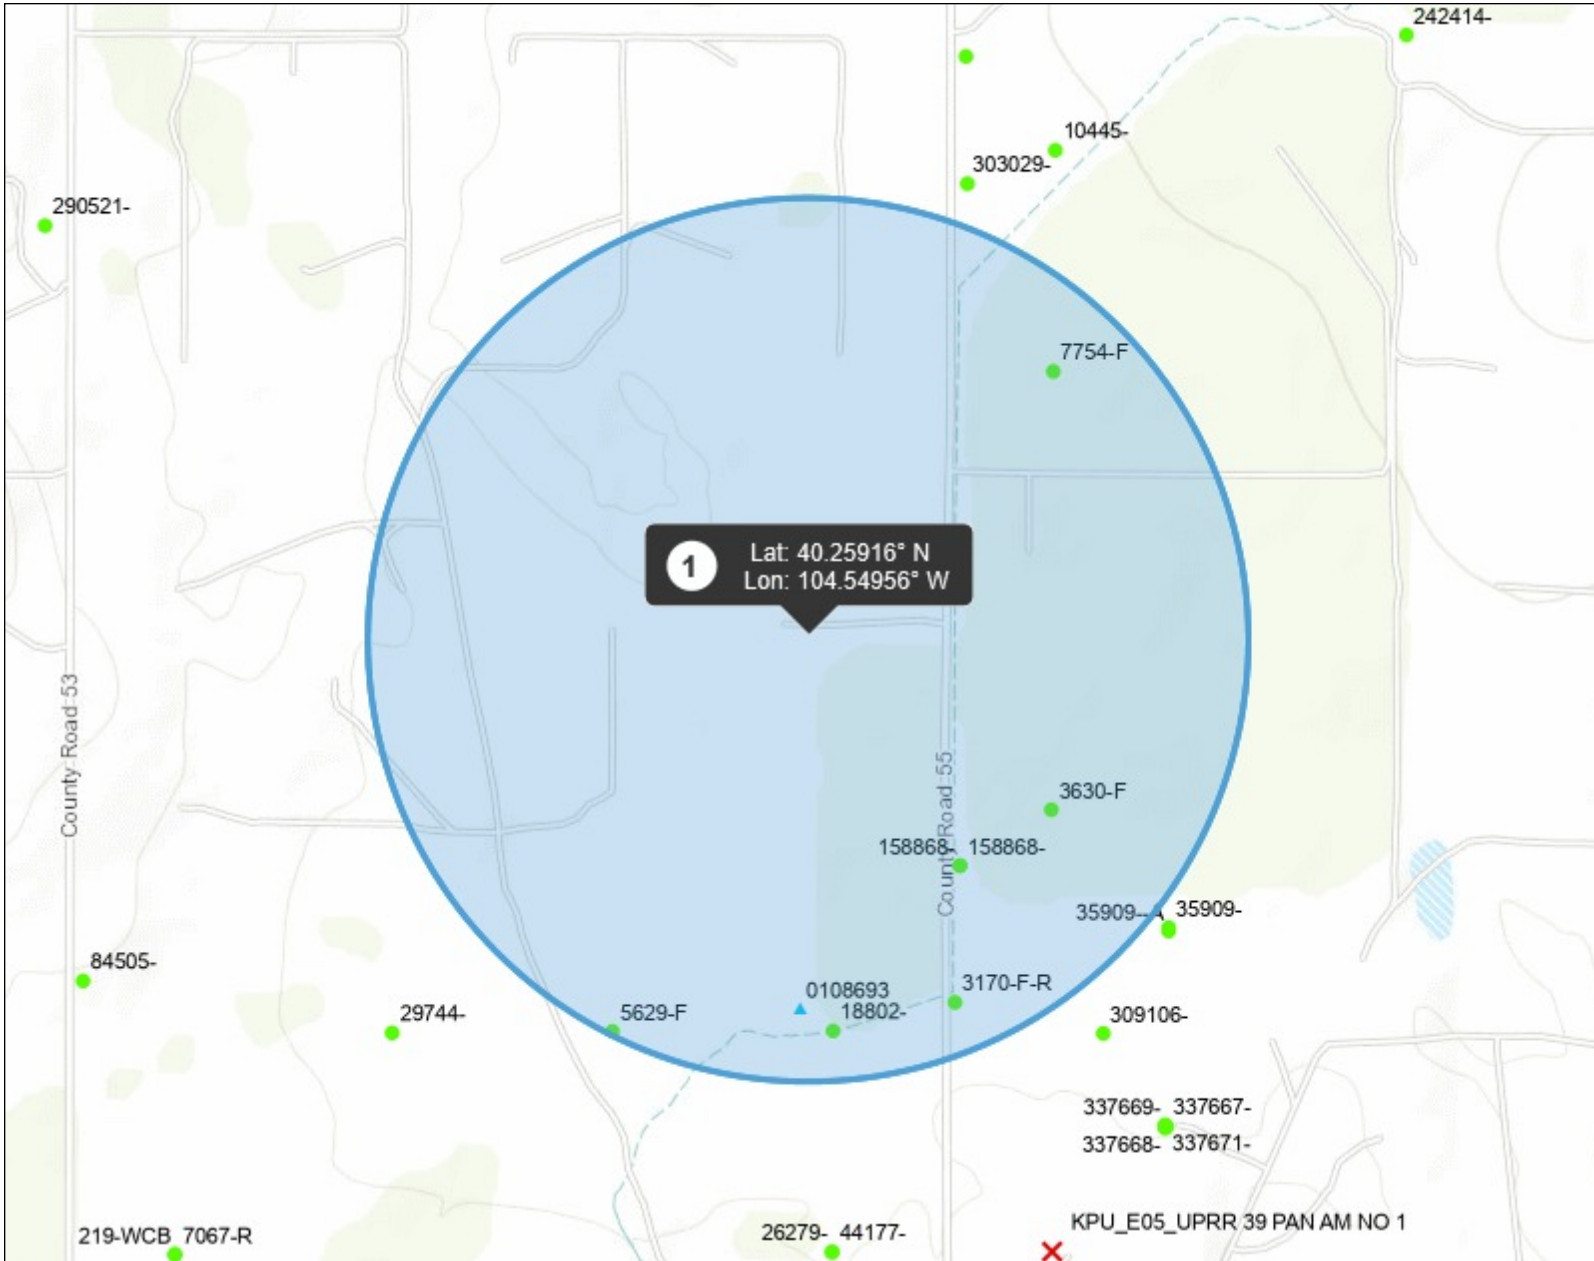 242414-
10445-
303029-
290521-
7754-F
1
Lat: 40.25916° N
Lon: 104.54956° W
County Road 53
County Road 55
3630-F
158868- 158868-
35909--A 35909-
84505-
3170-F-R
0108693
29744-
5629-F
18802-
309106-
337669- 337667-
337668- 337671-
KPU_E05_UPRR 39 PAN AM NO 1
219-WCB 7067-R
26279- 44177-